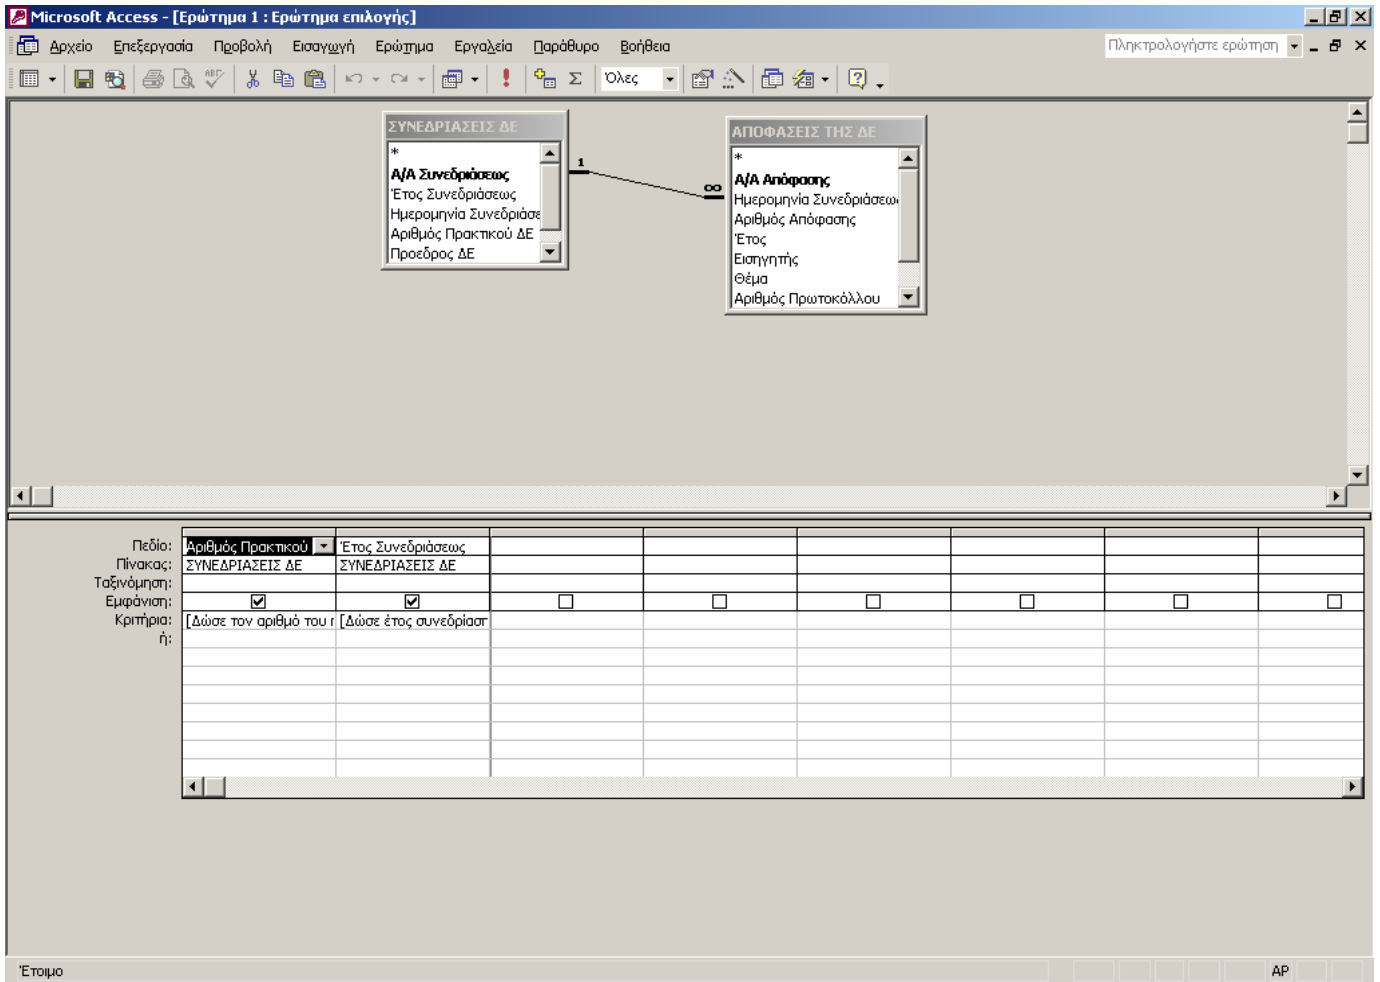 Microsoft Access - [Ερώτημα 1 : Ερώτημα επιλογής]
Αρχείο Επεξεργασία Προβολή Εισαγωγή Ερώτημα Εργαλεία Παράθυρο Βοήθεια Πληκτρολογήστε ερώτηση
Όλες
ΣΥΝΕΔΡΙΑΣΕΙΣ ΔΕ
*
Α/Α Συνεδριάσεως
Έτος Συνεδριάσεως
Ημερομηνία Συνεδριάσε
Αριθμός Πρακτικού ΔΕ
Προεδρος ΔΕ
1
∞
ΑΠΟΦΑΣΕΙΣ ΤΗΣ ΔΕ
*
Α/Α Απόφασης
Ημερομηνία Συνεδριάσεω
Αριθμός Απόφασης
Έτος
Εισηγητής
Θέμα
Αριθμός Πρωτοκόλλου
Πεδίο: Αριθμός Πρακτικού Έτος Συνεδριάσεως
Πίνακας: ΣΥΝΕΔΡΙΑΣΕΙΣ ΔΕ ΣΥΝΕΔΡΙΑΣΕΙΣ ΔΕ
Ταξινόμηση:
Εμφάνιση:
Κριτήρια: [Δώσε τον αριθμό του [Δώσε έτος
ή:
Έτοιμο AP